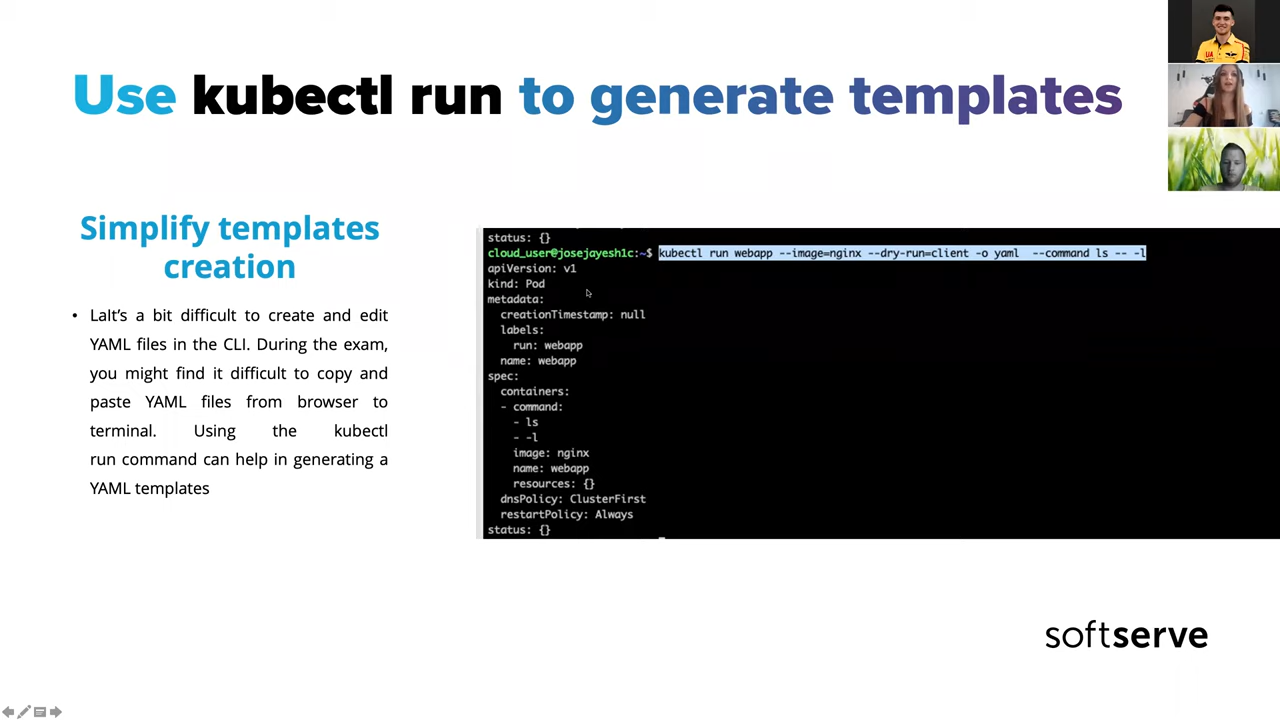 Use kubectl run to generate templates
UA
Simplify templates
creation
• LaIt's a bit difficult to create and edit
YAML files in the CLI. During the exam,
you might find it difficult to copy and
paste YAML files from browser to
terminal. Using the kubectl
run command can help in generating a
YAML templates
status: {}
cloud_user@josejayesh1c:~$ kubectl run webapp --image=nginx --dry-run=client -o yaml --command ls -- -l
apiVersion: v1
kind: Pod
metadata:
  creationTimestamp: null
  labels:
    run: webapp
  name: webapp
spec:
  containers:
  - command:
    - ls
    - -l
    image: nginx
    name: webapp
    resources: {}
  dnsPolicy: ClusterFirst
  restartPolicy: Always
status: {}
softserve